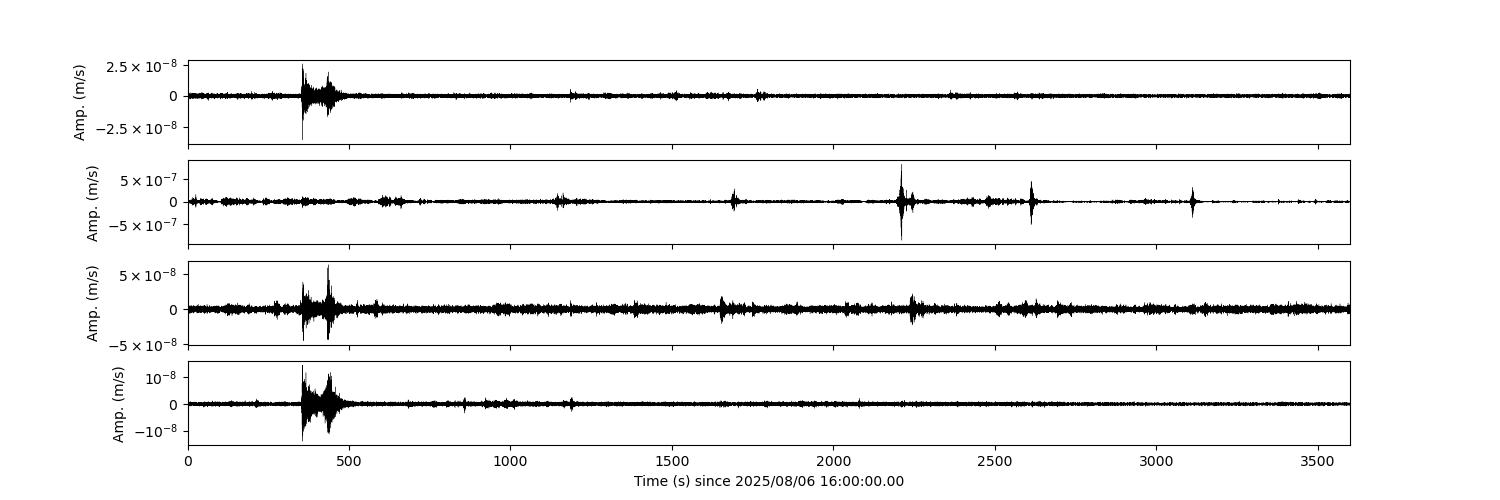 Amp. (m/s)
2.5 × 10⁻⁸
0
−2.5 × 10⁻⁸
Amp. (m/s)
5 × 10⁻⁷
0
−5 × 10⁻⁷
Amp. (m/s)
5 × 10⁻⁸
0
−5 × 10⁻⁸
Amp. (m/s)
10⁻⁸
0
−10⁻⁸
0 500 1000 1500 2000 2500 3000 3500
Time (s) since 2025/08/06 16:00:00.00